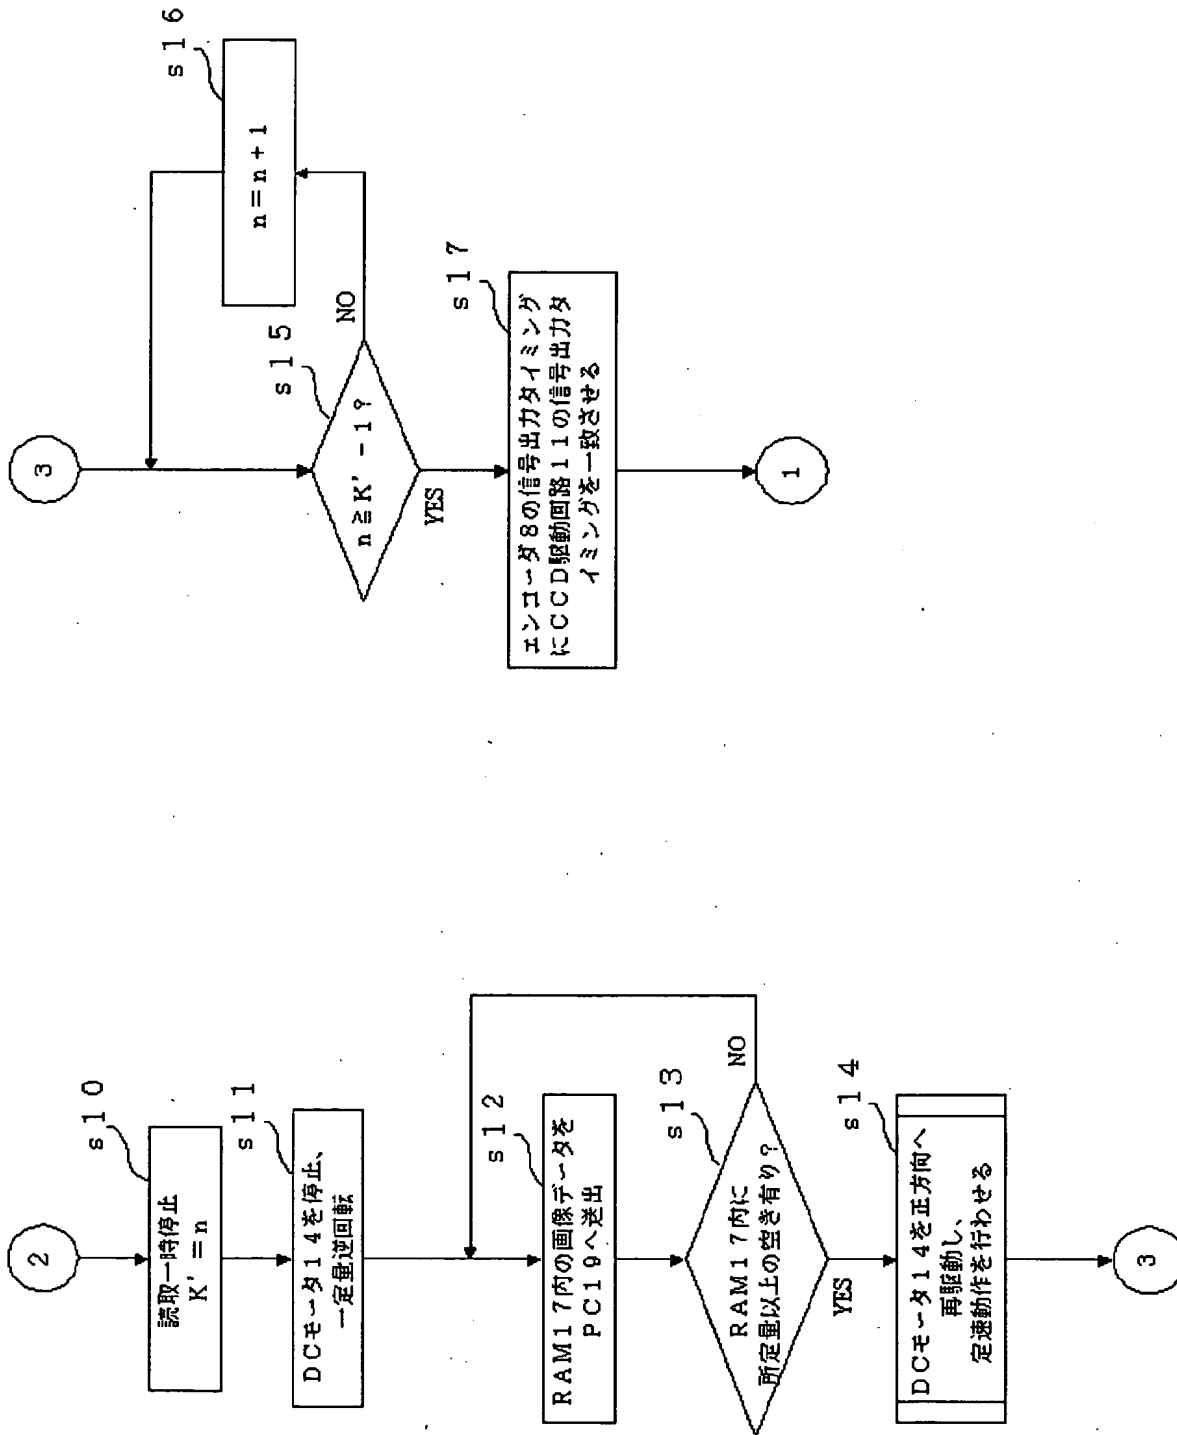 2
s10
読取一時停止
K'=n
s11
DCモータ14を停止、
一定量逆回転
s12
RAM17内の画像データを
PC19へ送出
s13
RAM17内に
所定量以上の空き有り?
NO
YES
s14
DCモータ14を正方向へ
再駆動し、
定速動作を行わせる
3
3
s15
n≧K'-1?
NO
YES
s16
n=n+1
s17
エンコーダ8の信号出力タイミング
にCCD駆動回路11の信号出力タ
イミングを一致させる
1